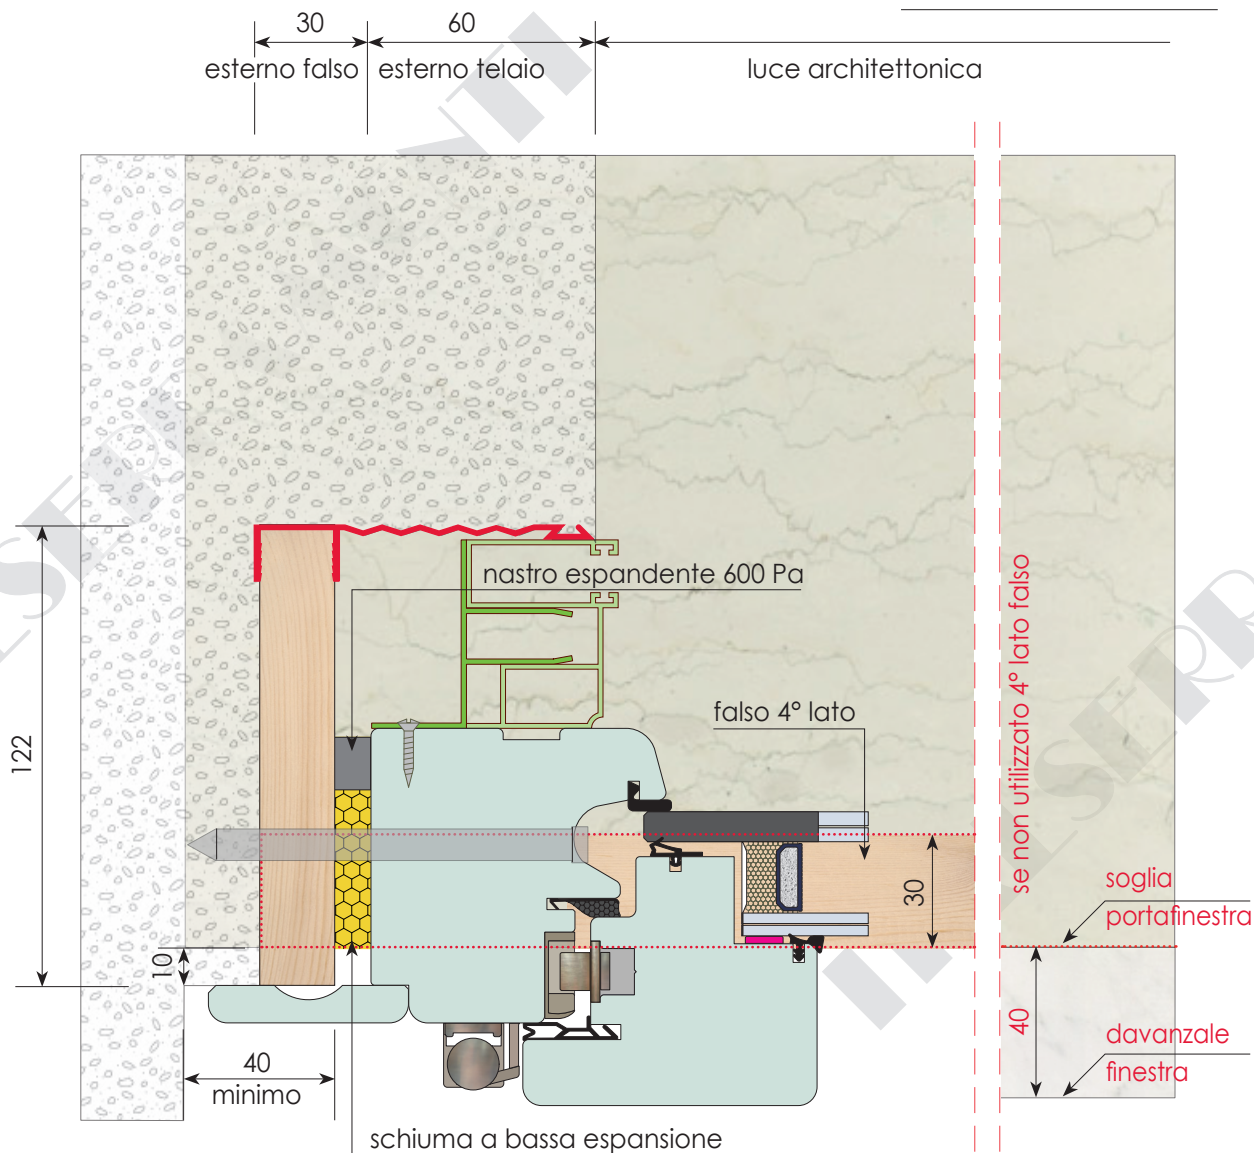 30
60
esterno falso
esterno telaio
luce architettonica
nastro espandente 600 Pa
falso 4° lato
122
se non utilizzato 4° lato falso
30
soglia
portafinestra
10
40
minimo
40
davanzale
finestra
schiuma a bassa espansione